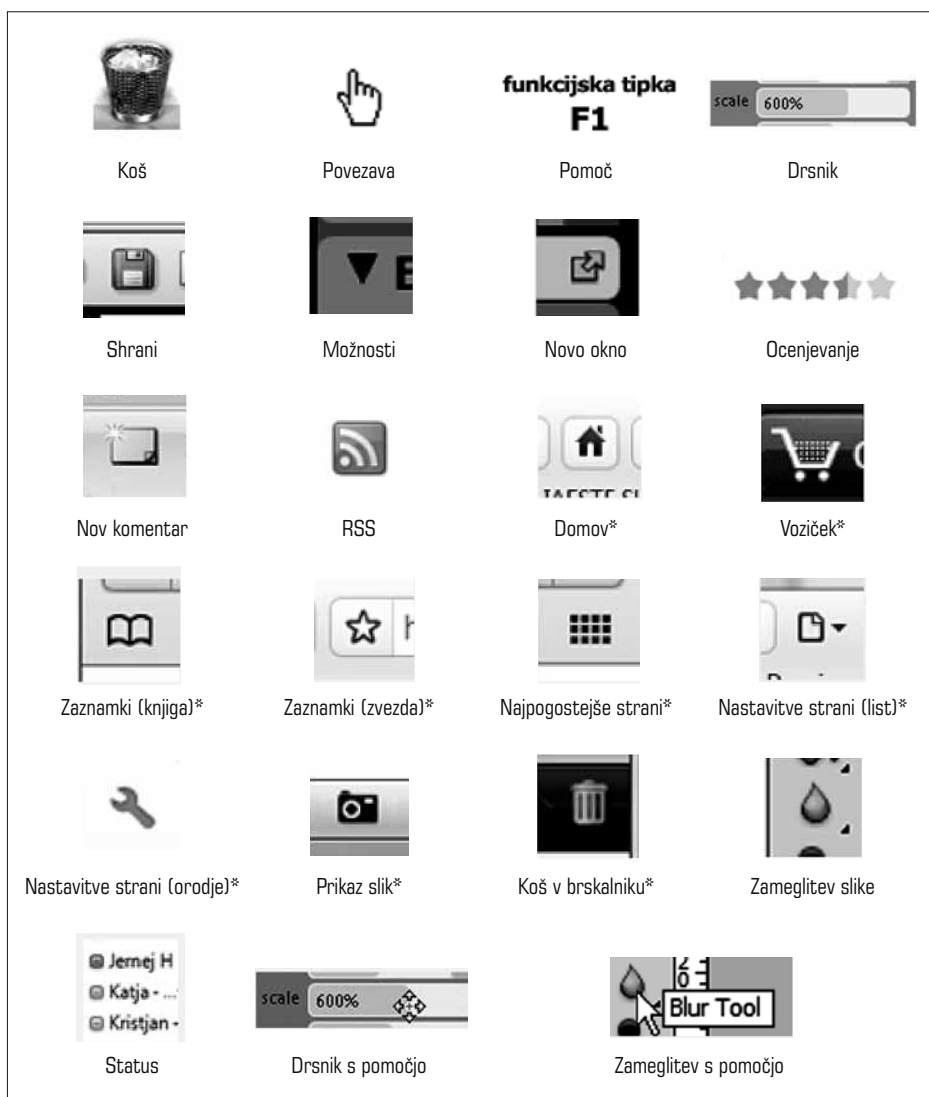 funkcijska tipka
F1
scale 600%
Koš
Povezava
Pomoč
Drsnik
Shrani
Možnosti
Novo okno
Ocenjevanje
Nov komentar
RSS
Domov*
Voziček*
Zaznamki (knjiga)*
Zaznamki (zvezda)*
Najpogostejše strani*
Nastavitve strani (list)*
Nastavitve strani (orodje)*
Prikaz slik*
Koš v brskalniku*
Zameglitev slike
Jernej H
Katja - ...
Kristjan -
scale 600%
Blur Tool
Status
Drsnik s pomočjo
Zameglitev s pomočjo